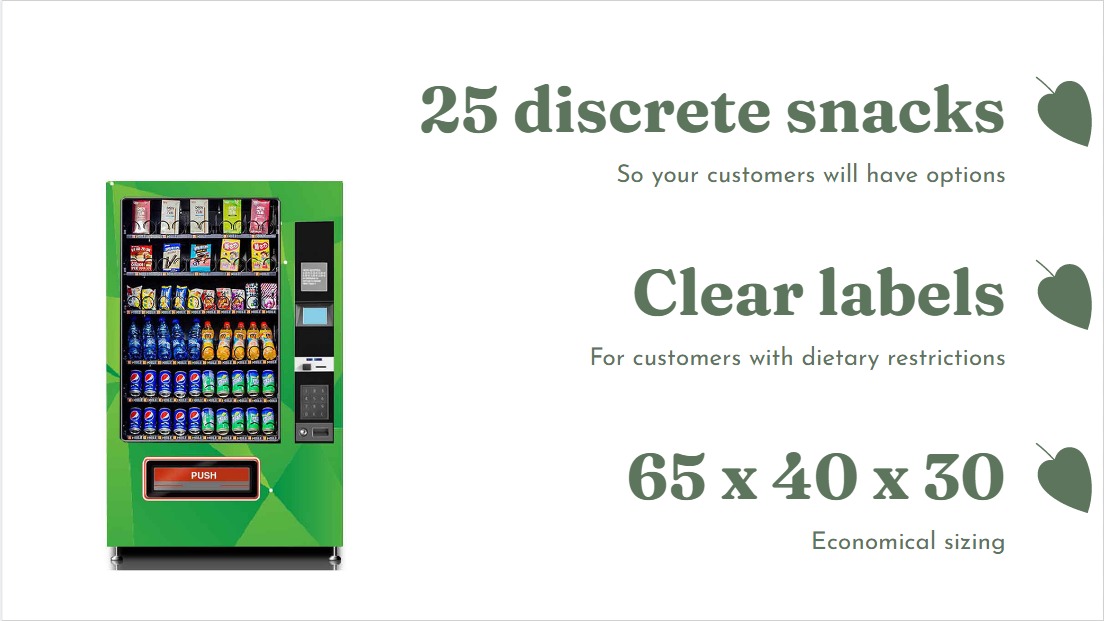 25 discrete snacks
So your customers will have options
Clear labels
For customers with dietary restrictions
65 x 40 x 30
Economical sizing
PUSH